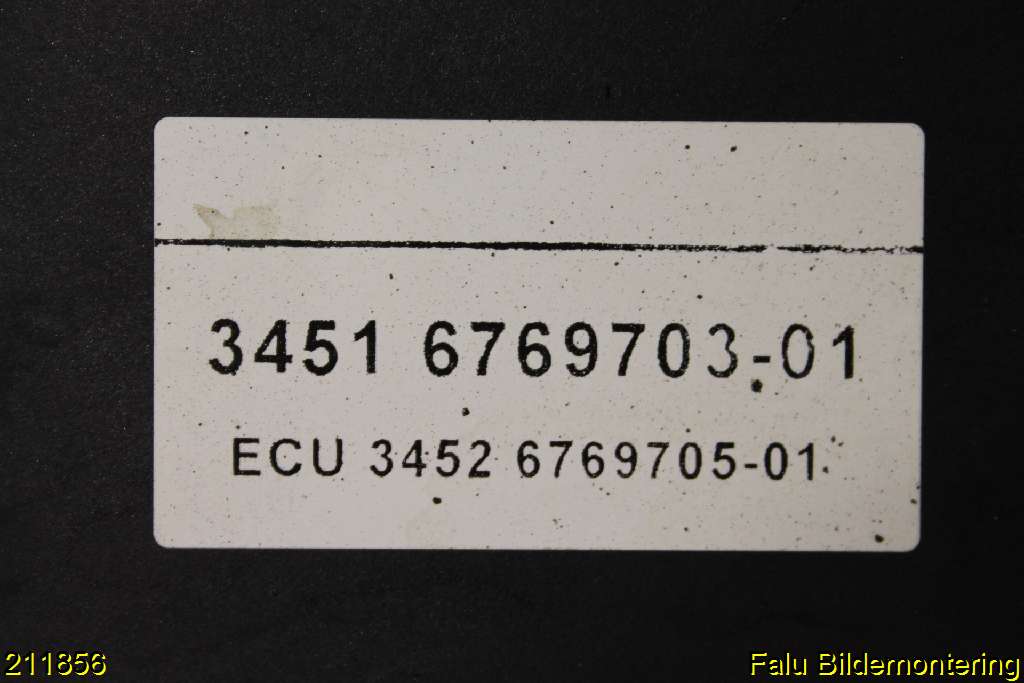 3451 6769703-01
ECU 3452 6769705-01
211856
Falu Bildemontering